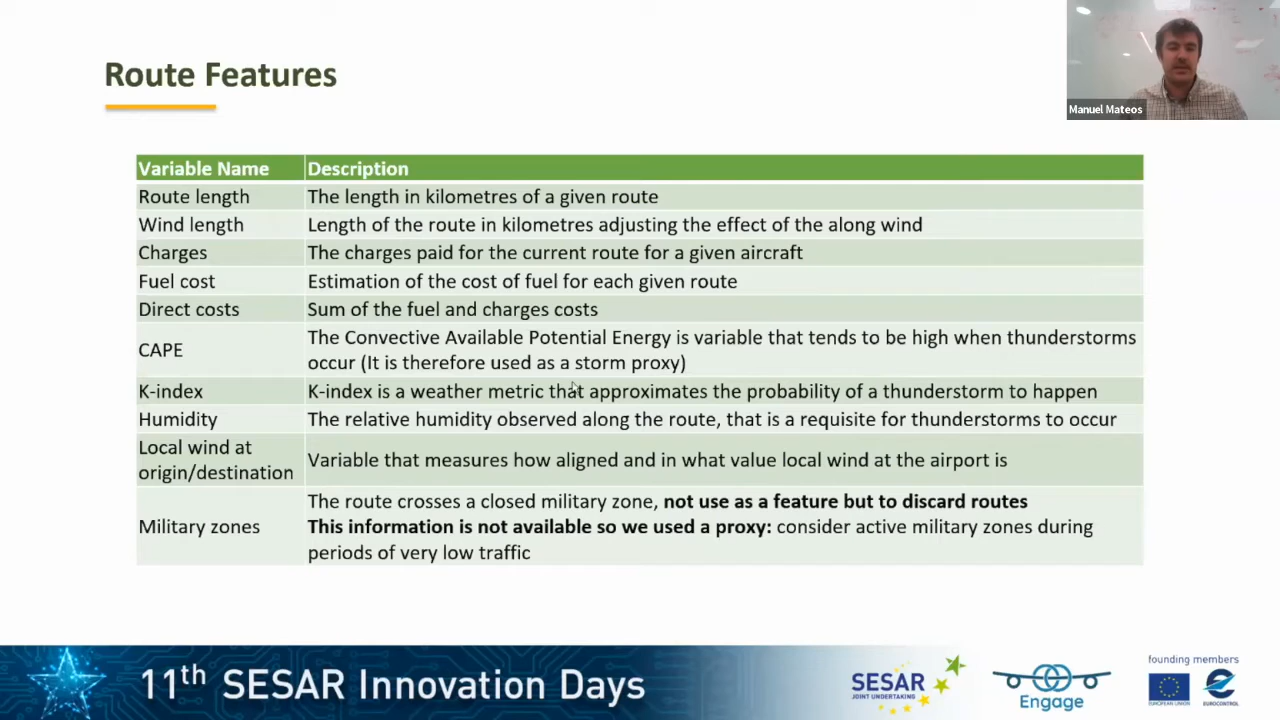 Route Features
Manuel Mateos
Variable Name Description
Route length The length in kilometres of a given route
Wind length Length of the route in kilometres adjusting the effect of the along wind
Charges The charges paid for the current route for a given aircraft
Fuel cost Estimation of the cost of fuel for each given route
Direct costs Sum of the fuel and charges costs
CAPE The Convective Available Potential Energy is variable that tends to be high when thunderstorms
occur (It is therefore used as a storm proxy)
K-index K-index is a weather metric that approximates the probability of a thunderstorm to happen
Humidity The relative humidity observed along the route, that is a requisite for thunderstorms to occur
Local wind at
origin/destination Variable that measures how aligned and in what value local wind at the airport is
Military zones The route crosses a closed military zone, not use as a feature but to discard routes
This information is not available so we used a proxy: consider active military zones during
periods of very low traffic
11th SESAR Innovation Days
SESAR
JOINT UNDERTAKING
Engage
founding members
EUROPEAN UNION
EUROCONTROL